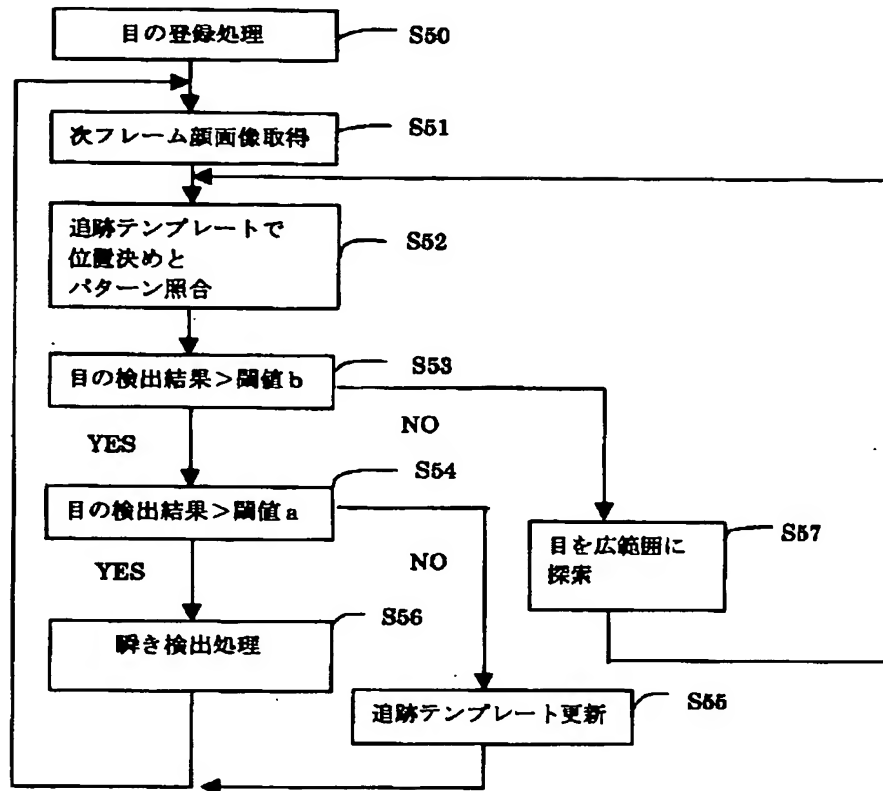 目の登録処理
S50
次フレーム顔画像取得
S51
追跡テンプレートで
位置決めと
パターン照合
S52
目の検出結果>閾値b
S53
YES
NO
目の検出結果>閾値a
S54
YES
NO
目を広範囲に
探索
S57
瞬き検出処理
S56
追跡テンプレート更新
S55